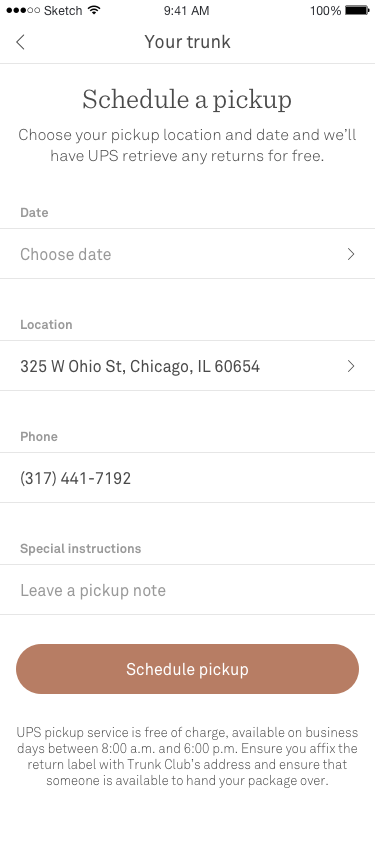 Sketch 9:41 AM 100%
Your trunk
Schedule a pickup
Choose your pickup location and date and we'll
have UPS retrieve any returns for free.
Date
Choose date
Location
325 W Ohio St, Chicago, IL 60654
Phone
(317) 441-7192
Special instructions
Leave a pickup note
Schedule pickup
UPS pickup service is free of charge, available on business
days between 8:00 a.m. and 6:00 p.m. Ensure you affix the
return label with Trunk Club's address and ensure that
someone is available to hand your package over.